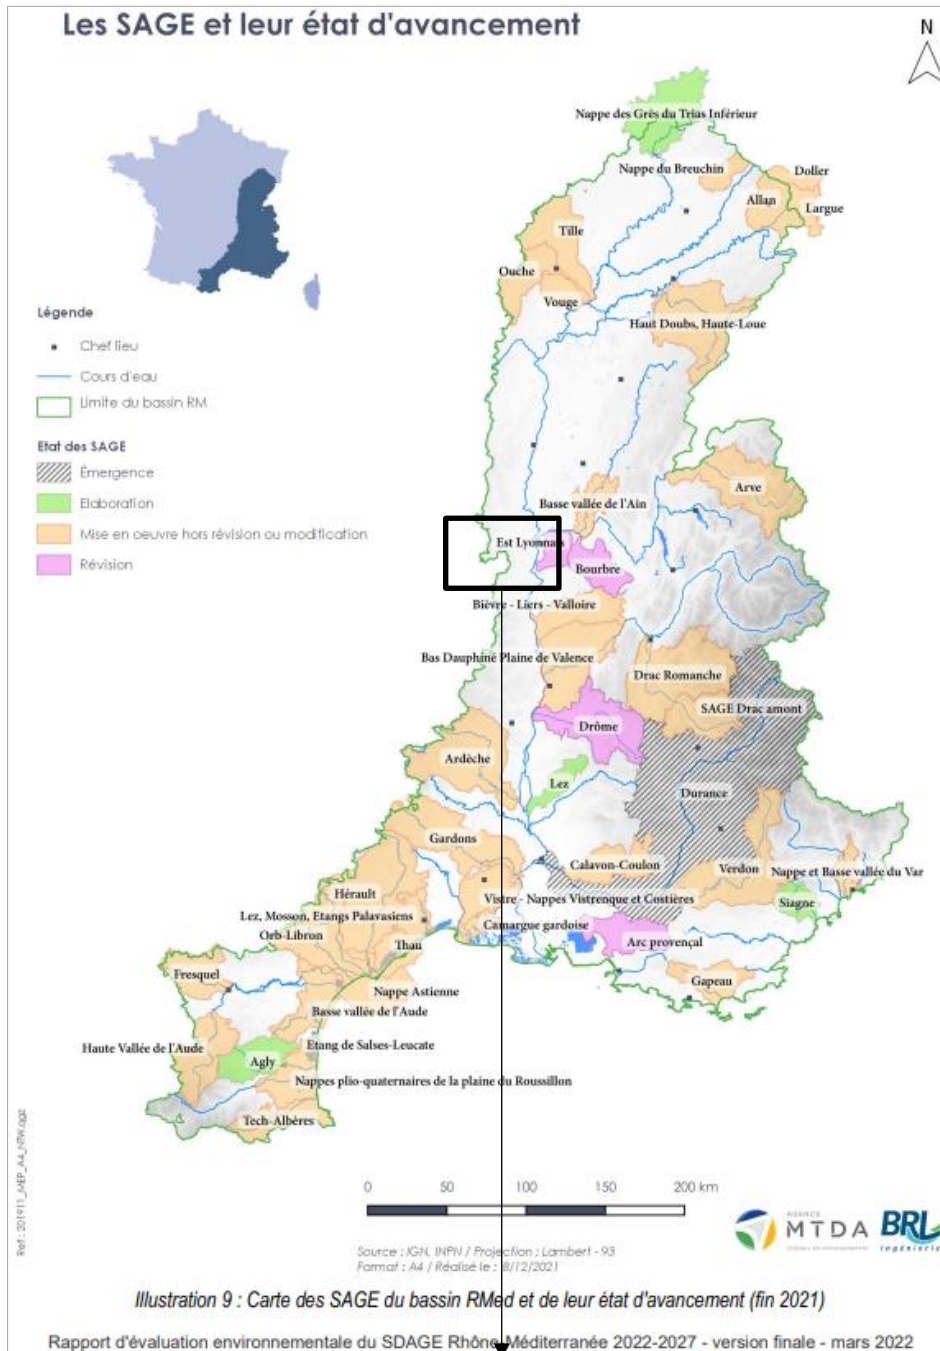 Les SAGE et leur état d'avancement
N
Légende
Chef lieu
Cours d'eau
Limite du bassin RM
Etat des SAGE
Émergence
Elaboration
Mise en oeuvre hors révision ou modification
Révision
Nappe des Grès du Trias Inférieur
Nappe du Breuchin
Doller
Allan
Largue
Tille
Ouche
Vouge
Haut Doubs, Haute-Loue
Arve
Basse vallée de l'Ain
Est Lyonnais
Bourbre
Bièvre - Liers - Valloire
Bas Dauphiné Plaine de Valence
Drac Romanche
SAGE Drac amont
Drôme
Ardèche
Lez
Durance
Gardons
Calavon-Coulon
Verdon
Nappe et Basse vallée du Var
Hérault
Vistre - Nappes Vistrenque et Costières
Siagne
Lez, Mosson, Etangs Palavasiens
Camargue gardoise
Orb-Libron
Thau
Arc provençal
Fresquel
Gapeau
Nappe Astienne
Basse vallée de l'Aude
Haute Vallée de l'Aude
Etang de Salses-Leucate
Agly
Nappes plio-quaternaires de la plaine du Roussillon
Tech-Albères
0 50 100 150 200 km
AGENCE
MTDA
BRL
Ingénierie
Source : IGN, INPN / Projection : Lambert - 93
Format : A4 / Réalisé le : 8/12/2021
Illustration 9 : Carte des SAGE du bassin RMed et de leur état d'avancement (fin 2021)
Rapport d'évaluation environnementale du SDAGE Rhône Méditerranée 2022-2027 - version finale - mars 2022